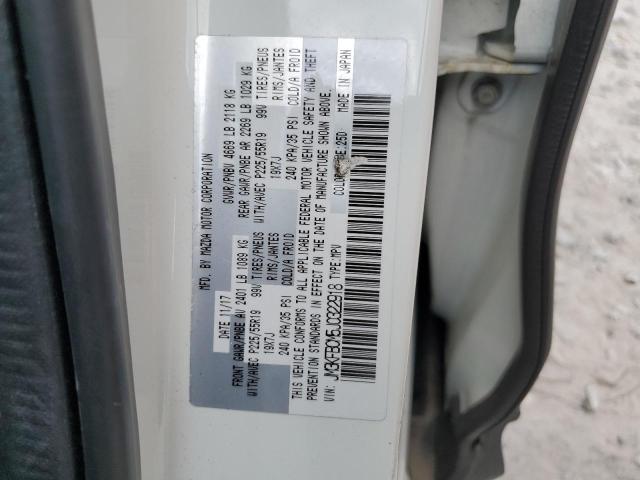 MFD. BY MAZDA MOTOR CORPORATION
11/17 GVWR/PNBV 4669 LB 2118 KG
FRONT GAWR/PNBE AV 2401 LB 1089 KG REAR GAWR/PNBE AR 2269 LB 1029 KG
WITH/AVEC P225/55R19 99V TIRES/PNEUS WITH/AVEC P225/55R19 99V TIRES/PNEUS
19X7J RIMS/JANTES 19X7J RIMS/JANTES
240 KPA/35 PSI COLD/A FROID 240 KPA/35 PSI COLD/A FROID
THIS VEHICLE CONFORMS TO ALL APPLICABLE FEDERAL MOTOR VEHICLE SAFETY AND THEFT
PREVENTION STANDARDS IN EFFECT ON THE DATE OF MANUFACTURE SHOWN ABOVE.
VIN: JM3KFBDM5J0322918 TYPE:MPV COLOR 25D MADE IN JAPAN